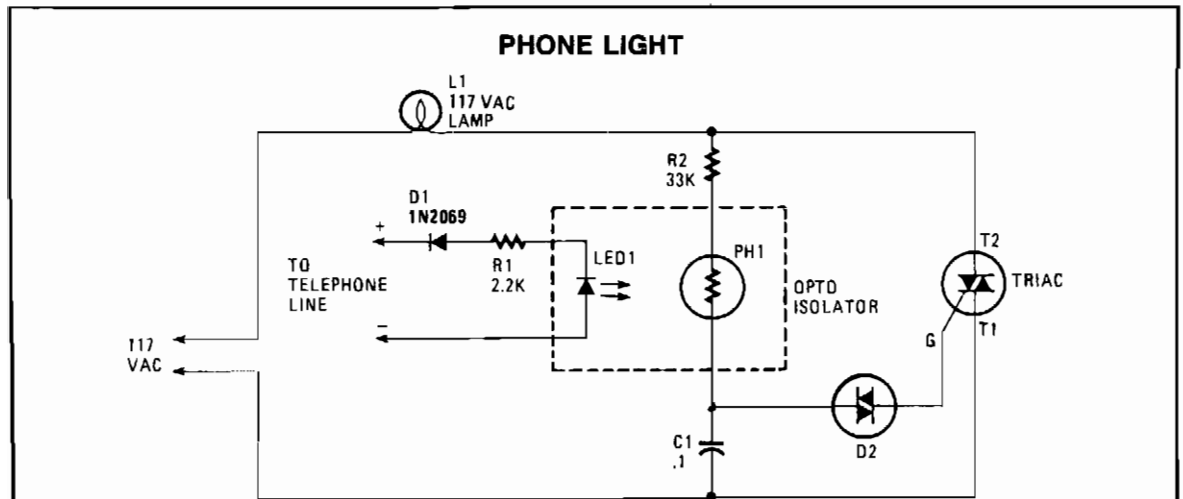 PHONE LIGHT
L1
117 VAC
LAMP
R2
33K
D1
1N2069
+
R1
2.2K
LED1
PH1
TO
TELEPHONE
LINE
−
OPTO
ISOLATOR
T2
TRIAC
T1
G
117
VAC
D2
C1
.1